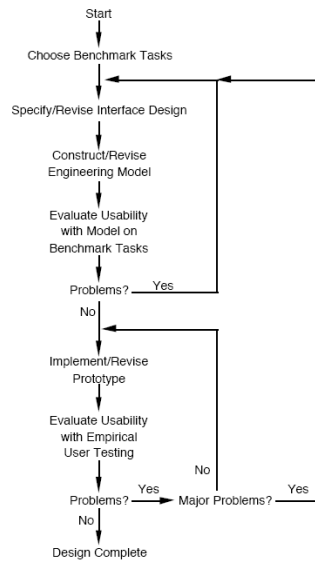 Start
Choose Benchmark Tasks
Specify/Revise Interface Design
Construct/Revise
Engineering Model
Evaluate Usability
with Model on
Benchmark Tasks
Problems? Yes
No
Implement/Revise
Prototype
Evaluate Usability
with Empirical
User Testing
No
Problems? Yes Major Problems? Yes
No
Design Complete